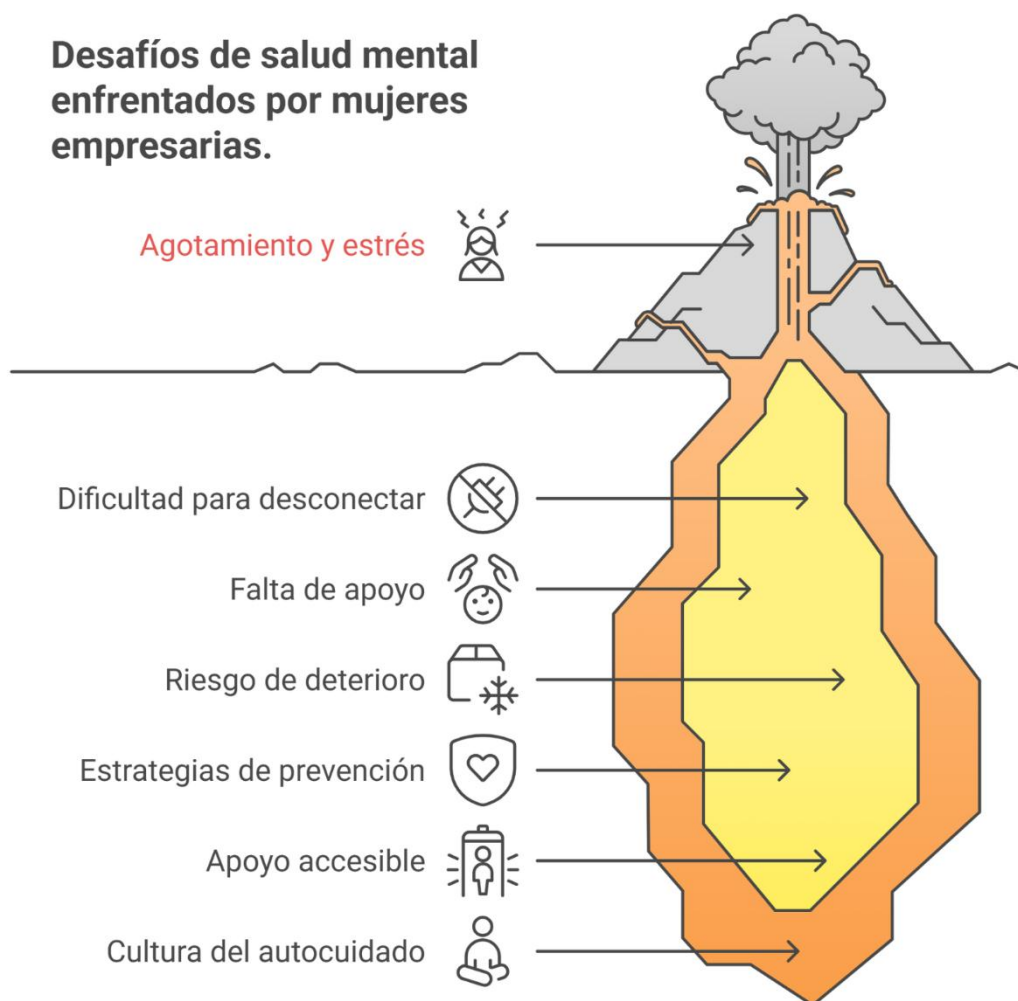 Desafíos de salud mental
enfrentados por mujeres
empresarias.
Agotamiento y estrés
Dificultad para desconectar
Falta de apoyo
Riesgo de deterioro
Estrategias de prevención
Apoyo accesible
Cultura del autocuidado